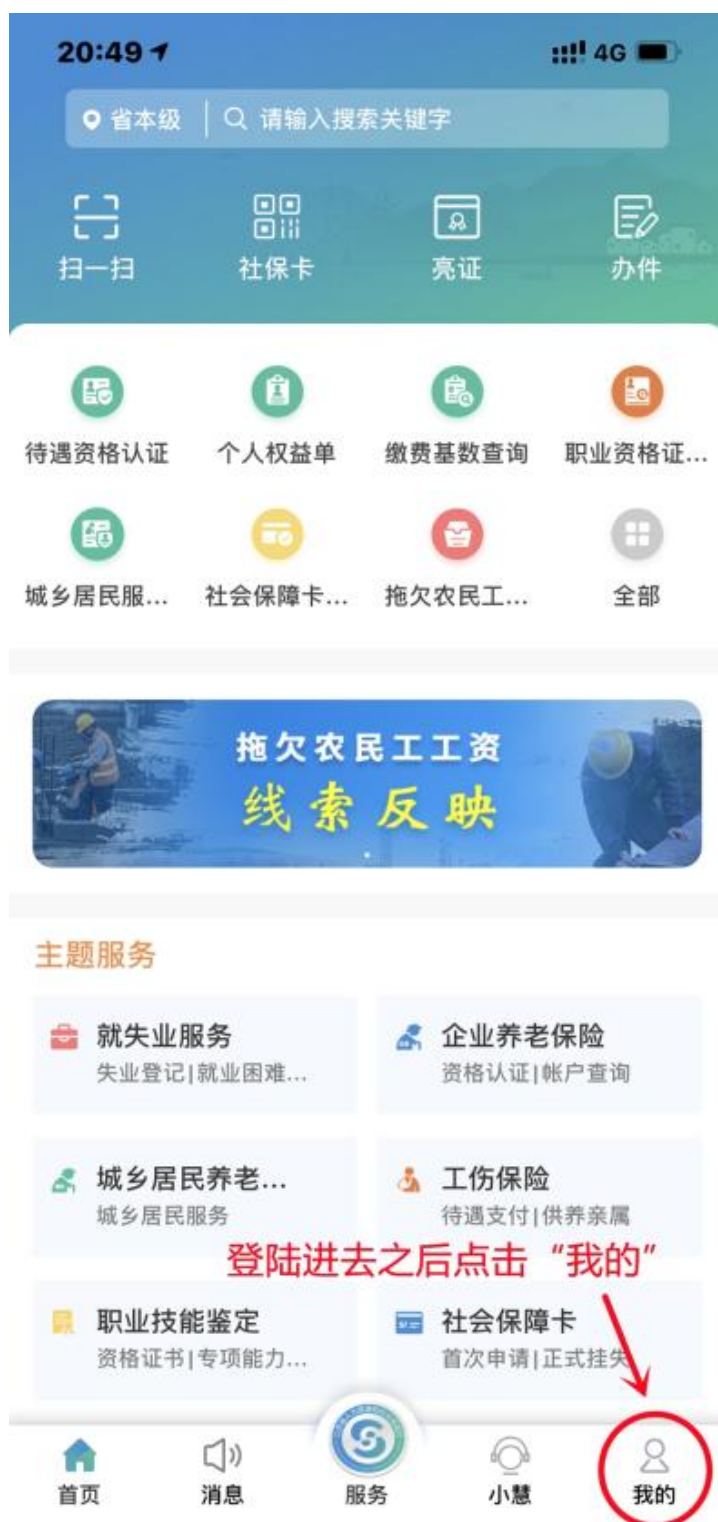 20:49 4G
省本级 请输入搜索关键字
扫一扫 社保卡 亮证 办件
待遇资格认证 个人权益单 缴费基数查询 职业资格证...
城乡居民服... 社会保障卡... 拖欠农民工... 全部
拖欠农民工工资
线索反映
主题服务
就失业服务 企业养老保险
失业登记|就业困难... 资格认证|帐户查询
城乡居民养老... 工伤保险
城乡居民服务 待遇支付|供养亲属
登陆进去之后点击“我的”
职业技能鉴定 社会保障卡
资格证书|专项能力... 首次申请|正式挂失
首页 消息 服务 小慧 我的